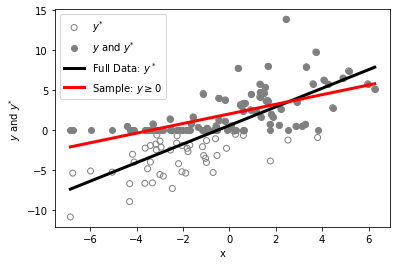 y*
y and y*
Full Data: y*
Sample: y ≥ 0
15
10
5
0
−5
−10
y and y*
−6 −4 −2 0 2 4 6
x